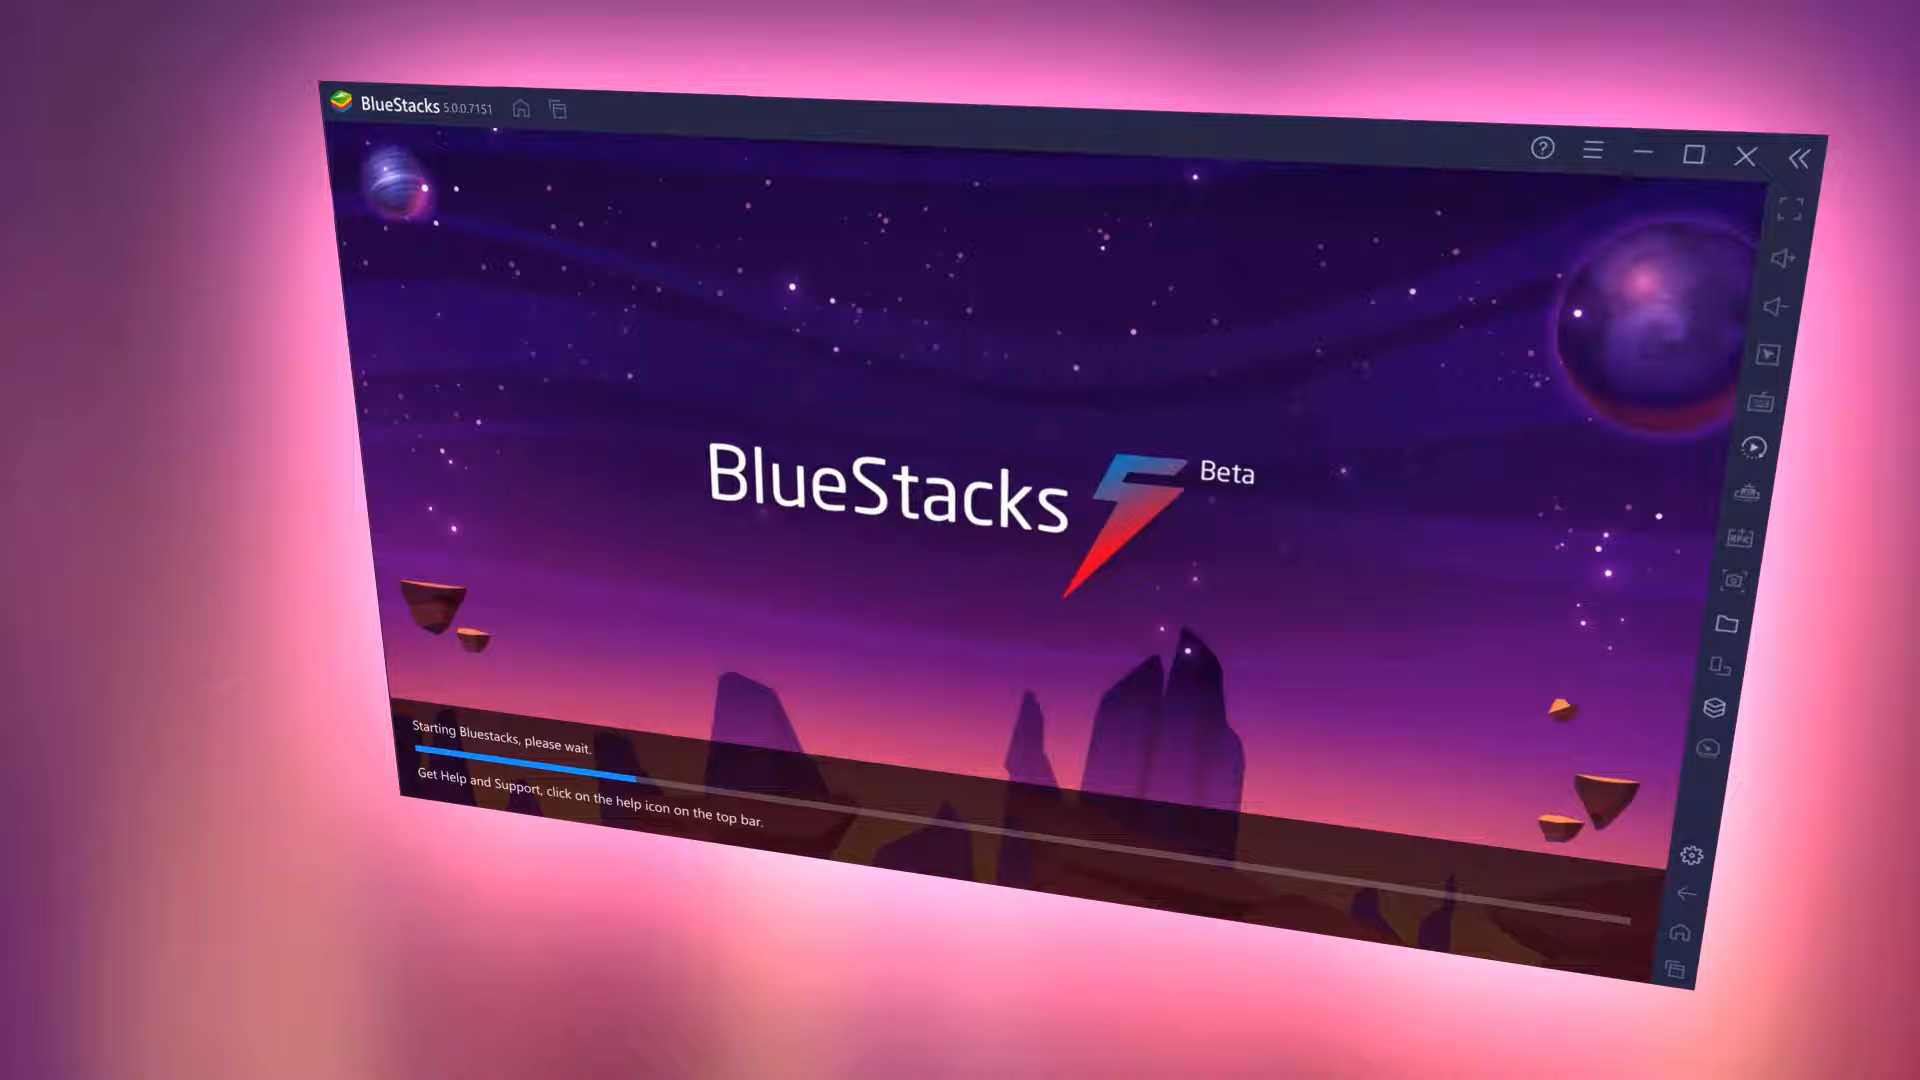 BlueStacks 5.0.0.7151
BlueStacks 5 Beta
Starting Bluestacks, please wait.
Get Help and Support, click on the help icon on the top bar.